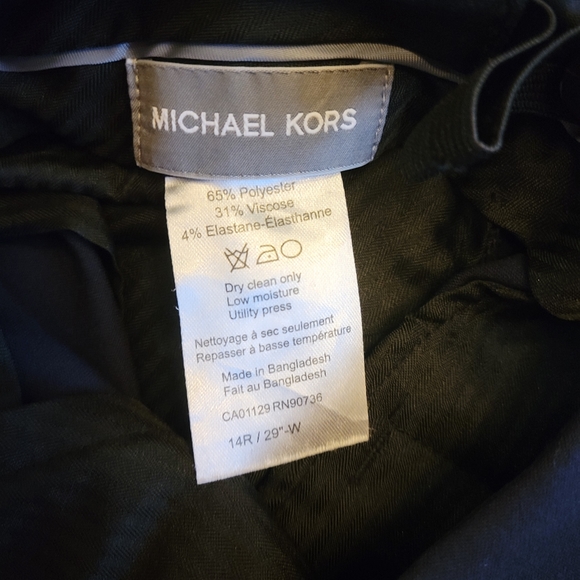 MICHAEL KORS
65% Polyester
31% Viscose
4% Elastane-Élasthanne
Dry clean only
Low moisture
Utility press
Nettoyage à sec seulement
Repasser à basse température
Made in Bangladesh
Fait au Bangladesh
CA01129 RN90736
14R / 29"-W